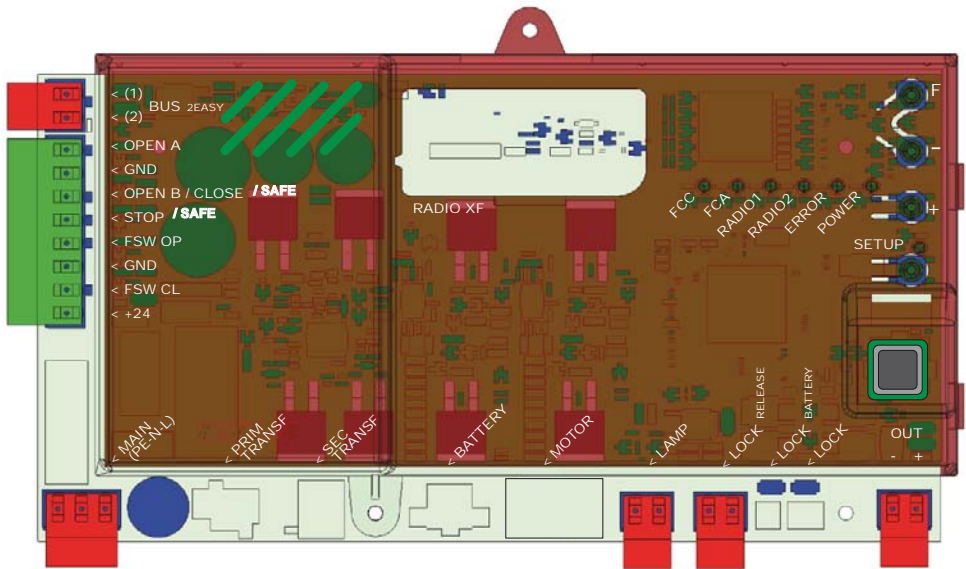 < (1)
BUS 2EASY
< (2)
< OPEN A
< GND
< OPEN B / CLOSE / SAFE
< STOP / SAFE
< FSW OP
< GND
< FSW CL
< +24
RADIO XF
FCC
FCA
RADIO1
RADIO2
ERROR
POWER
F
-
+
SETUP
< MAIN
(PE-N-L)
< PRIM
TRANSF
< SEC
TRANSF
< BATTERY
< MOTOR
< LAMP
< LOCK RELEASE
< LOCK BATTERY
< LOCK
OUT
- +